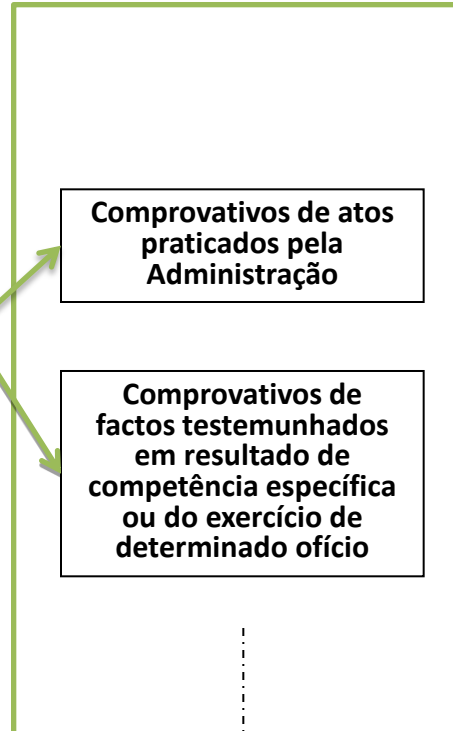 Comprovativos de atos
praticados pela
Administração
Comprovativos de
factos testemunhados
em resultado de
competência específica
ou do exercício de
determinado ofício